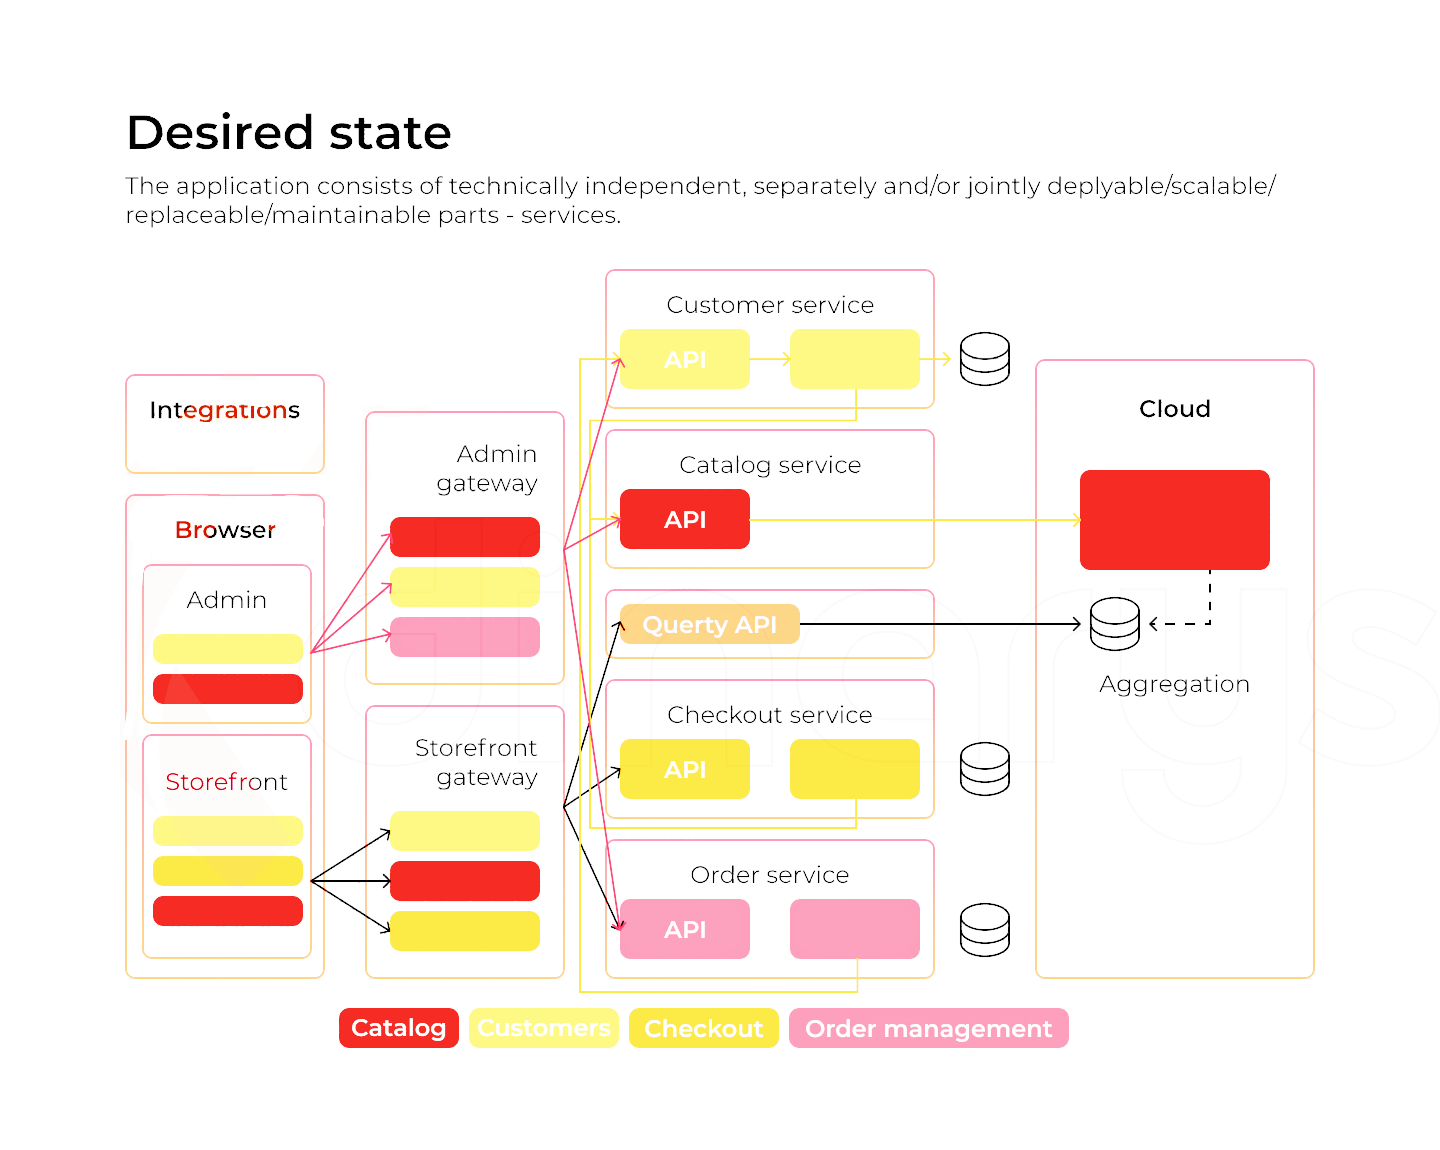 Desired state
The application consists of technically independent, separately and/or jointly deplyable/scalable/
replaceable/maintainable parts - services.
Integrations
Browser
Admin
Storefront
Admin
gateway
Storefront
gateway
Customer service
API
Catalog service
API
Querty API
Checkout service
API
Order service
API
Cloud
Aggregation
Catalog
Customers
Checkout
Order management